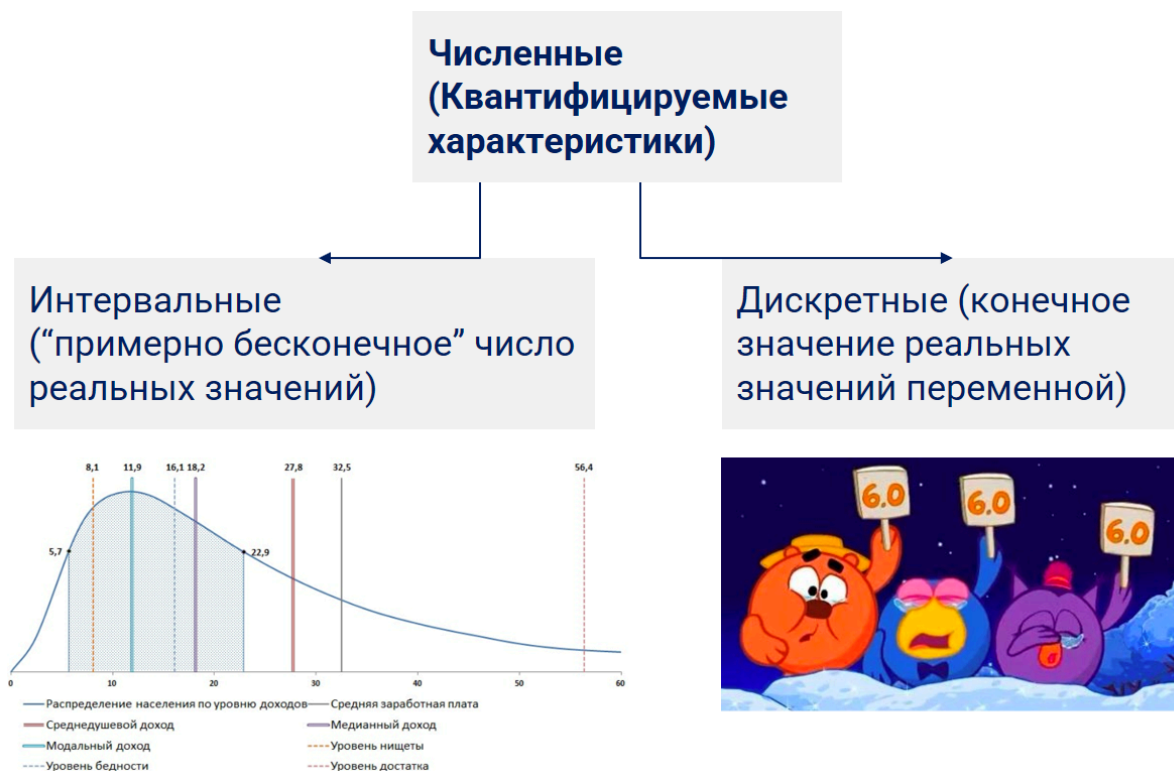 Численные
(Квантифицируемые
характеристики)
Интервальные
(“примерно бесконечное” число
реальных значений)
Дискретные (конечное
значение реальных
значений переменной)
8,1 11,9 16,1 18,2 27,8 32,5 56,4
5,7 22,9
0 10 20 30 40 50 60
Распределение населения по уровню доходов Средняя заработная плата
Среднедушевой доход Медианный доход
Модальный доход Уровень нищеты
Уровень бедности Уровень достатка
6.0
6.0
6.0